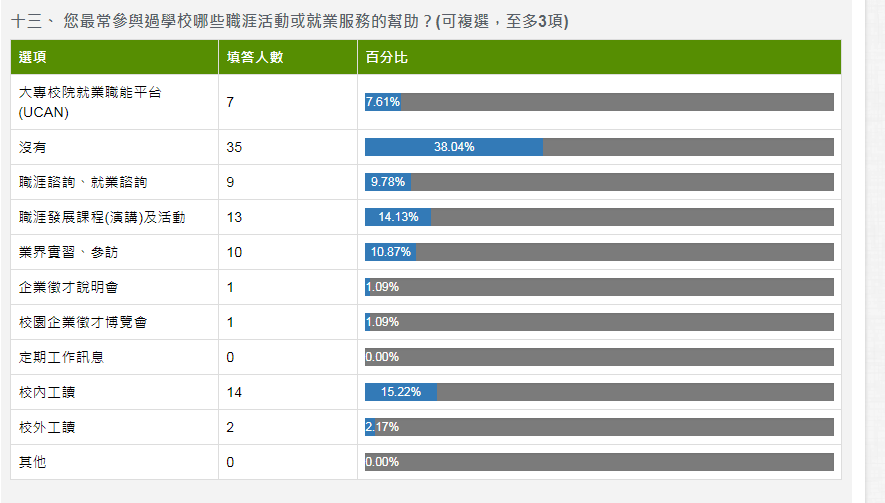 十三、 您最常參與過學校哪些職涯活動或就業服務的幫助？(可複選，至多3項)
選項 填答人數 百分比
大專校院就業職能平台
(UCAN) 7 7.61%
沒有 35 38.04%
職涯諮詢、就業諮詢 9 9.78%
職涯發展課程(演講)及活動 13 14.13%
業界實習、參訪 10 10.87%
企業徵才說明會 1 1.09%
校園企業徵才博覽會 1 1.09%
定期工作訊息 0 0.00%
校內工讀 14 15.22%
校外工讀 2 2.17%
其他 0 0.00%